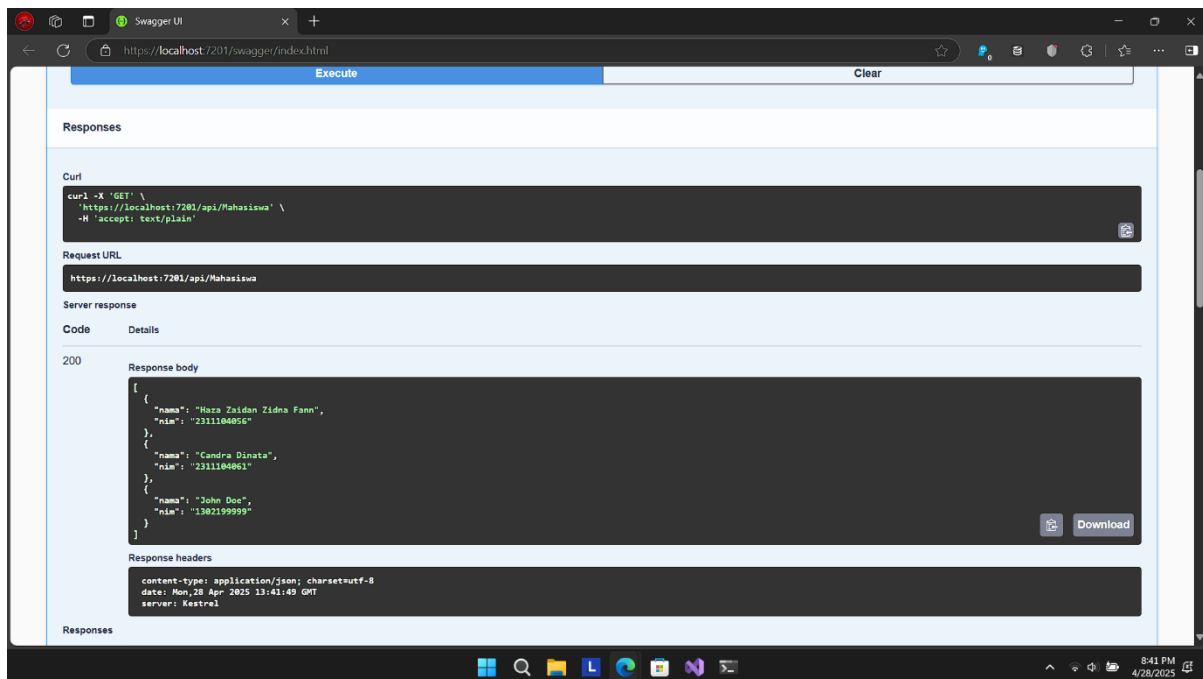 Swagger UI
https://localhost:7201/swagger/index.html
Execute
Clear
Responses
Curl
curl -X 'GET' \
'https://localhost:7201/api/Mahasiswa' \
-H 'accept: text/plain'
Request URL
https://localhost:7201/api/Mahasiswa
Server response
Code Details
200
Response body
[
{
"nama": "Haza Zaidan Zidna Fann",
"nim": "2311104056"
},
{
"nama": "Candra Dinata",
"nim": "2311104061"
},
{
"nama": "John Doe",
"nim": "1302199999"
}
]
Download
Response headers
content-type: application/json; charset=utf-8
date: Mon,28 Apr 2025 13:41:49 GMT
server: Kestrel
Responses
L
8:41 PM
4/28/2025